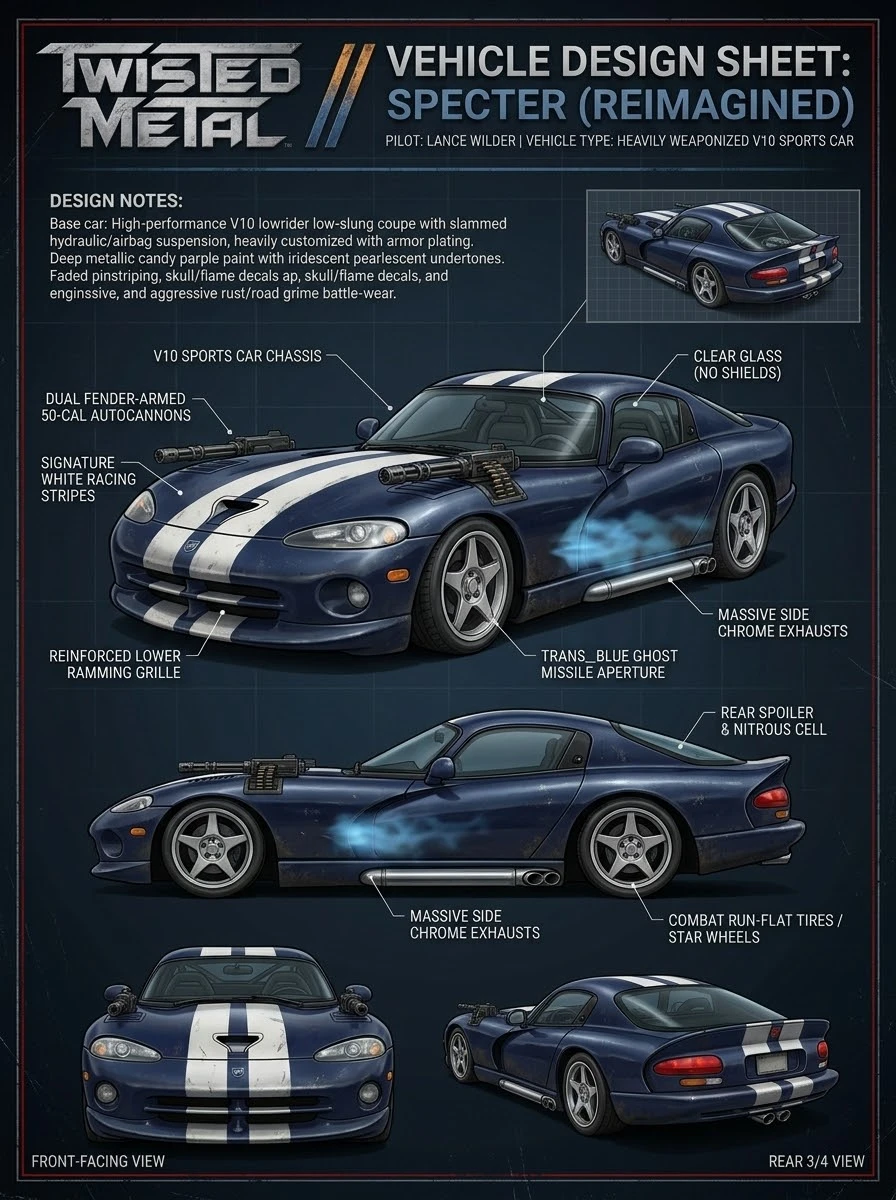 TWISTED METAL™
VEHICLE DESIGN SHEET:
SPECTER (REIMAGINED)
PILOT: LANCE WILDER | VEHICLE TYPE: HEAVILY WEAPONIZED V10 SPORTS CAR
DESIGN NOTES:
Base car: High-performance V10 lowrider low-slung coupe with slammed
hydraulic/airbag suspension, heavily customized with armor plating.
Deep metallic candy parple paint with iridescent pearlescent undertones.
Faded pinstriping, skull/flame decals ap, skull/flame decals, and
enginssive, and aggressive rust/road grime battle-wear.
V10 SPORTS CAR CHASSIS
CLEAR GLASS
(NO SHIELDS)
DUAL FENDER-ARMED
50-CAL AUTOCANNONS
SIGNATURE
WHITE RACING
STRIPES
MASSIVE SIDE
CHROME EXHAUSTS
REINFORCED LOWER
RAMMING GRILLE
TRANS_BLUE GHOST
MISSILE APERTURE
REAR SPOILER
& NITROUS CELL
MASSIVE SIDE
CHROME EXHAUSTS
COMBAT RUN-FLAT TIRES /
STAR WHEELS
FRONT-FACING VIEW
REAR 3/4 VIEW